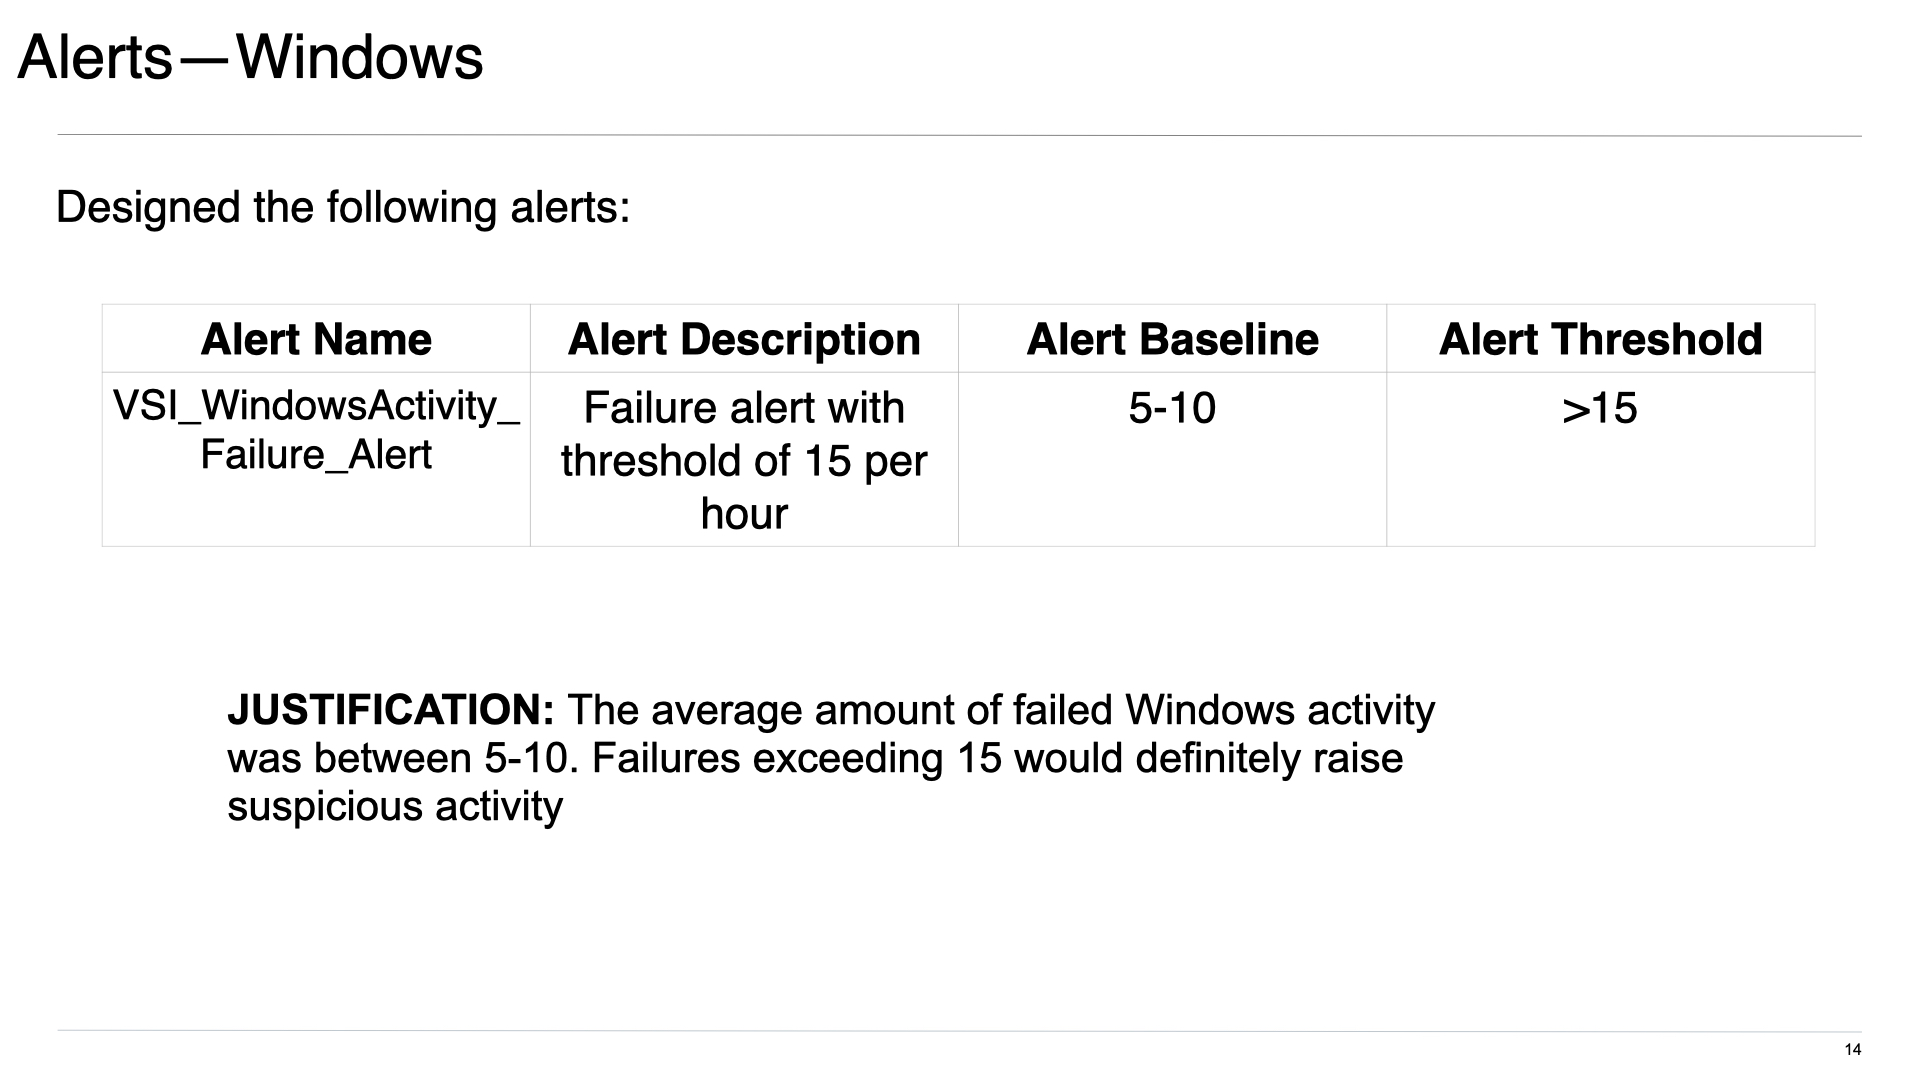 Alerts—Windows
Designed the following alerts:
Alert Name Alert Description Alert Baseline Alert Threshold
VSI_WindowsActivity_
Failure_Alert
Failure alert with
threshold of 15 per
hour
5-10
>15
JUSTIFICATION: The average amount of failed Windows activity
was between 5-10. Failures exceeding 15 would definitely raise
suspicious activity
14